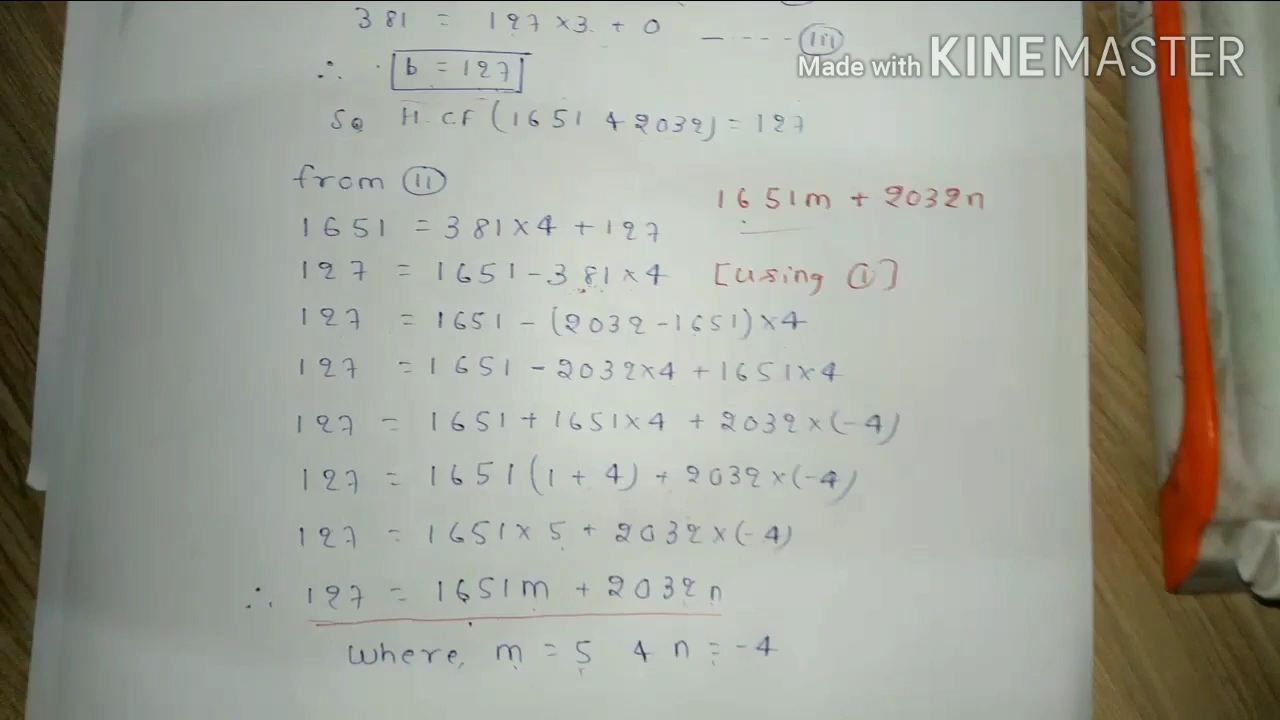 381 = 127 × 3 + 0 ----- (III)
Made with KINEMASTER
∴ b = 127
So H.C.F (1651 & 2032) = 127
from (II)
1651m + 2032n
1651 = 381 × 4 + 127
127 = 1651 - 381 × 4 [using (I)]
127 = 1651 - (2032 - 1651) × 4
127 = 1651 - 2032 × 4 + 1651 × 4
127 = 1651 + 1651 × 4 + 2032 × (-4)
127 = 1651 (1 + 4) + 2032 × (-4)
127 = 1651 × 5 + 2032 × (-4)
∴ 127 = 1651m + 2032n
where, m = 5 & n = -4